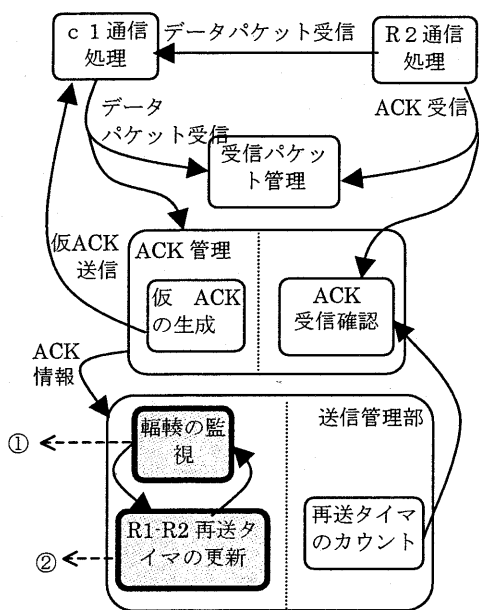 c1通信
処理
データパケット受信
R2通信
処理
データ
パケット受信
ACK 受信
受信パケッ
ト管理
仮ACK
送信
ACK 管理
仮 ACK
の生成
ACK
受信確認
ACK
情報
送信管理部
①
輻輳の監
視
再送タイマ
のカウント
②
R1-R2 再送タ
イマの更新